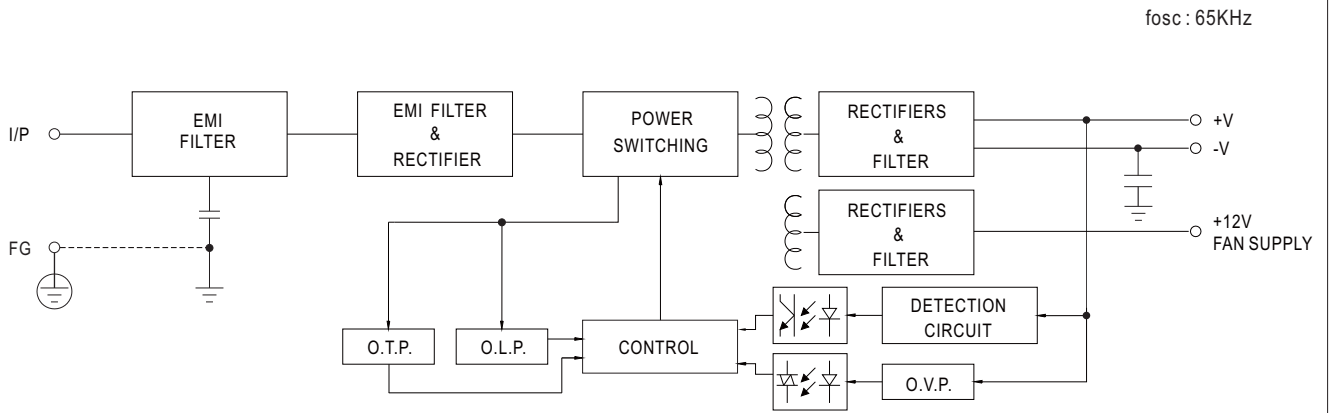 fosc : 65KHz
I/P
EMI
FILTER
EMI FILTER
&
RECTIFIER
POWER
SWITCHING
RECTIFIERS
&
FILTER
+V
-V
FG
RECTIFIERS
&
FILTER
+12V
FAN SUPPLY
O.T.P.
O.L.P.
CONTROL
DETECTION
CIRCUIT
O.V.P.